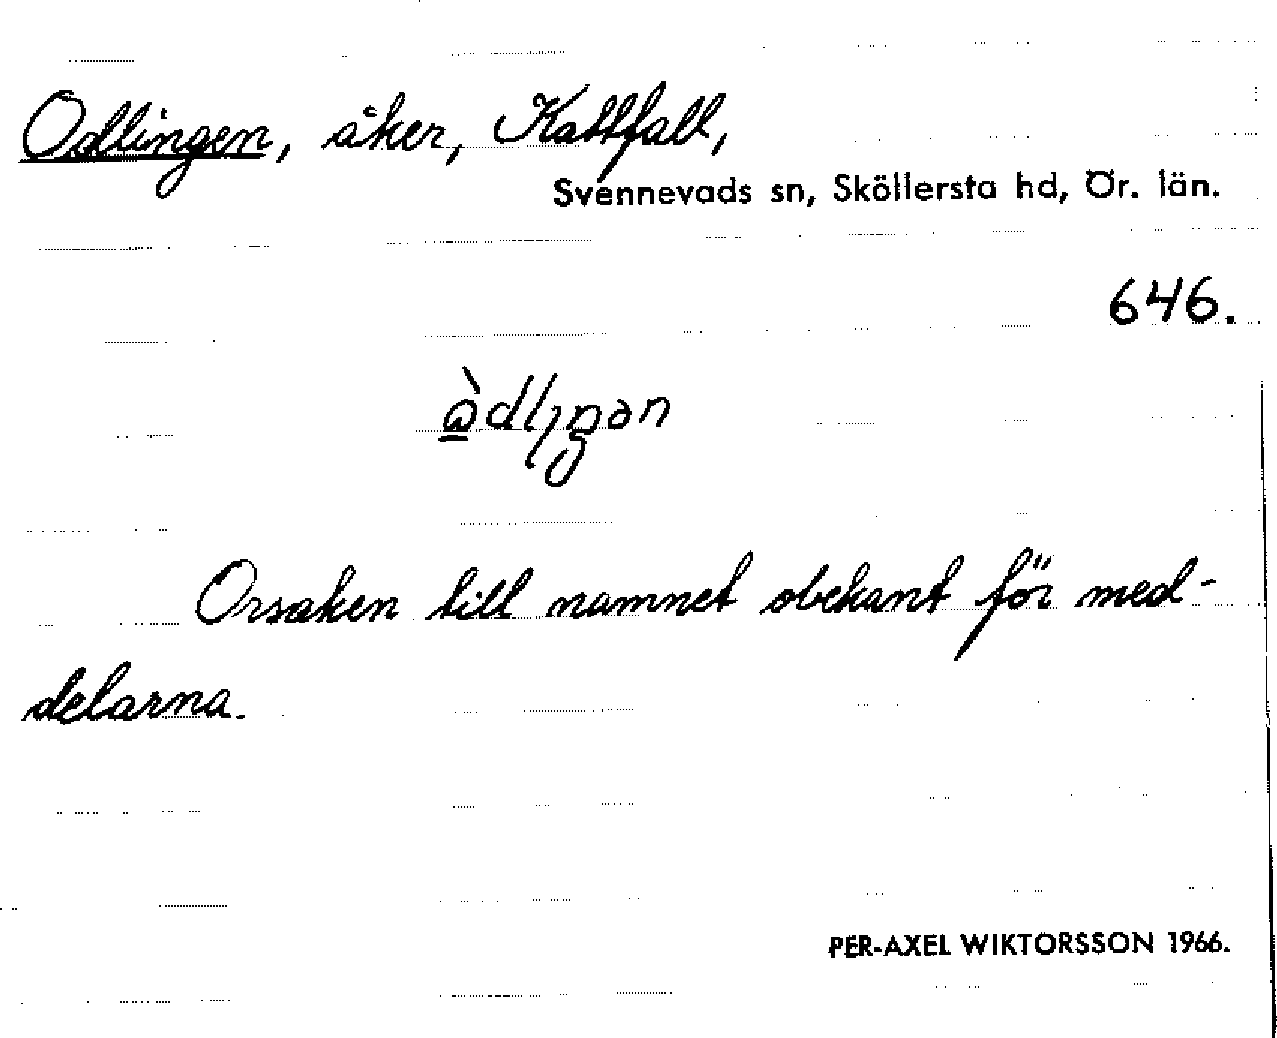 Odlingen, åker, Kattfall,
Svennevads sn, Sköllersta hd, Ör. län.
646.
Orsaken till namnet obekant för med-
delarna.
PER-AXEL WIKTORSSON 1966.